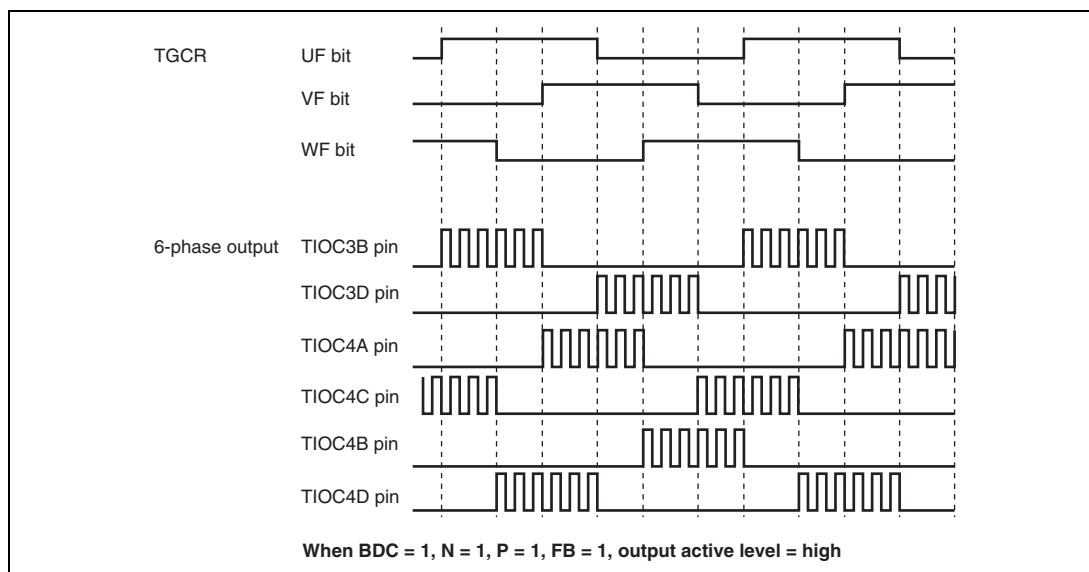 TGCR UF bit
VF bit
WF bit
6-phase output TIOC3B pin
TIOC3D pin
TIOC4A pin
TIOC4C pin
TIOC4B pin
TIOC4D pin
When BDC = 1, N = 1, P = 1, FB = 1, output active level = high